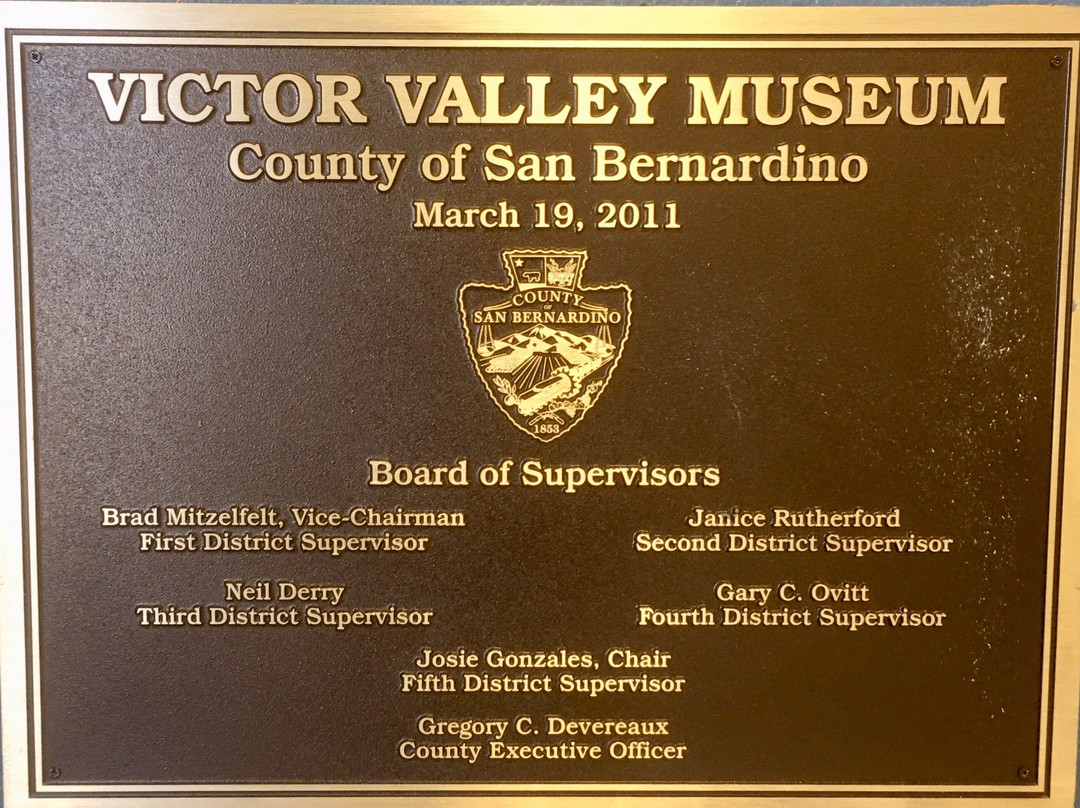 VICTOR VALLEY MUSEUM
County of San Bernardino
March 19, 2011
COUNTY
OF
SAN BERNARDINO
1853
Board of Supervisors
Brad Mitzelfelt, Vice-Chairman
First District Supervisor
Janice Rutherford
Second District Supervisor
Neil Derry
Third District Supervisor
Gary C. Ovitt
Fourth District Supervisor
Josie Gonzales, Chair
Fifth District Supervisor
Gregory C. Devereaux
County Executive Officer